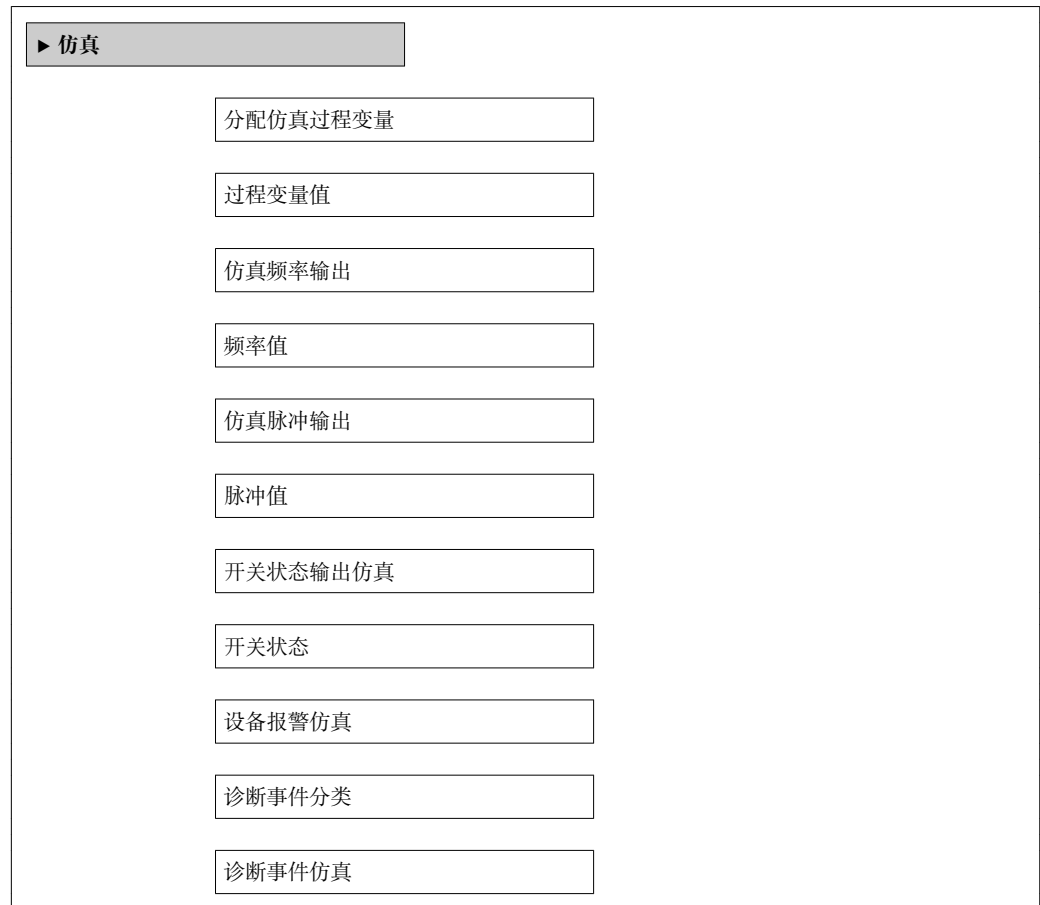 ▶ 仿真
分配仿真过程变量
过程变量值
仿真频率输出
频率值
仿真脉冲输出
脉冲值
开关状态输出仿真
开关状态
设备报警仿真
诊断事件分类
诊断事件仿真